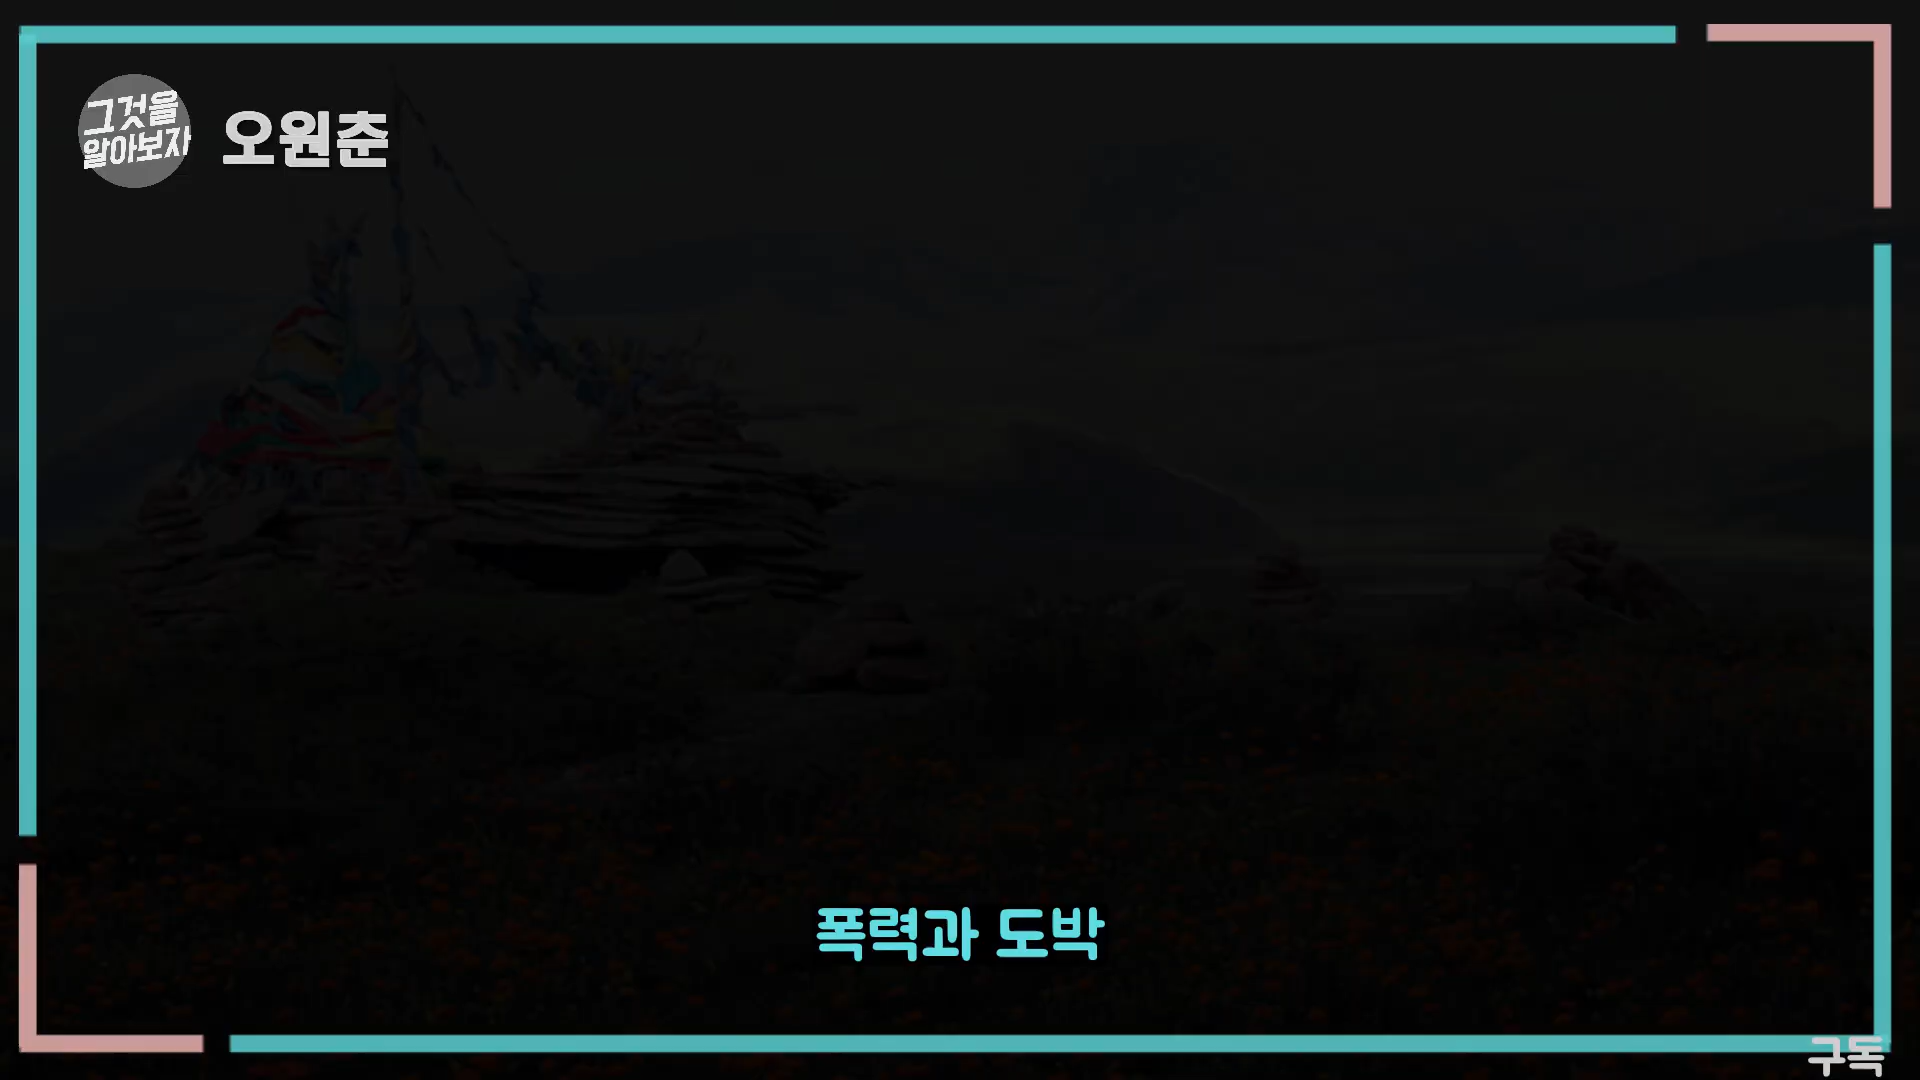 그것을
알아보자
오원춘
폭력과 도박
구독